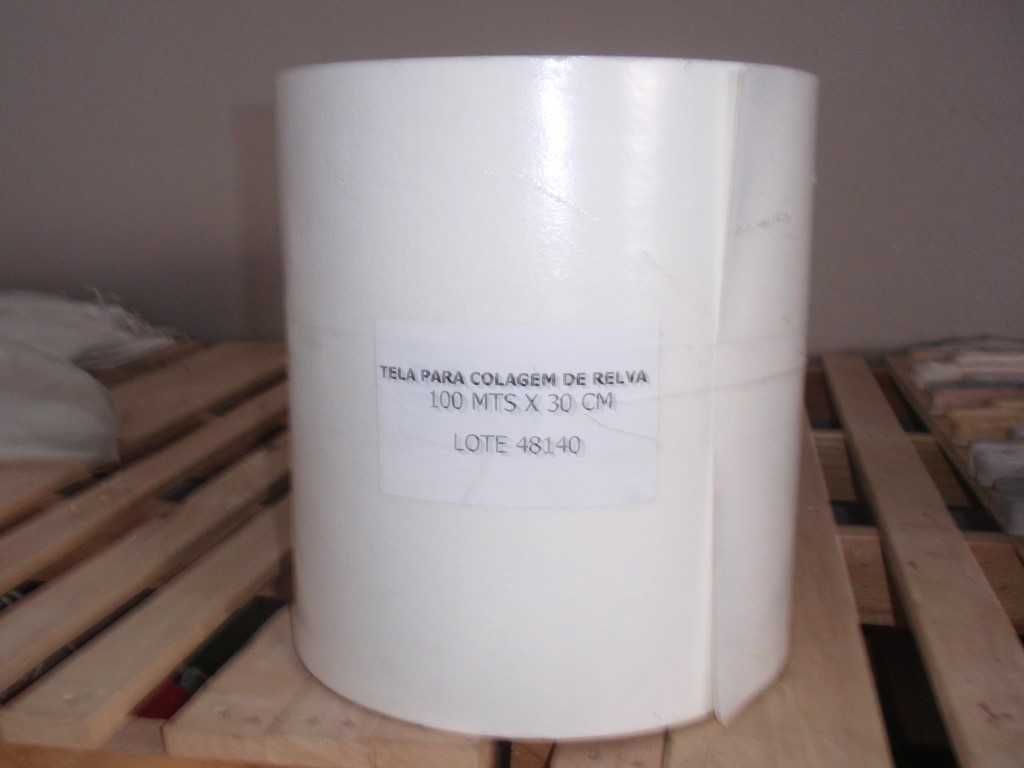 TELA PARA COLAGEM DE RELVA
100 MTS X 30 CM
LOTE 48140